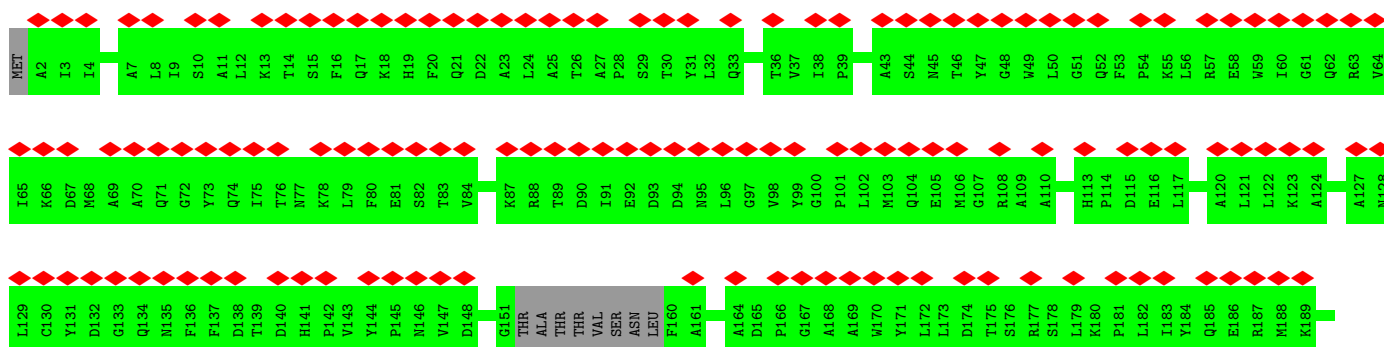 MET A2 I3 I4 A7 L8 I9 S10 A11 L12 K13 T14 S15 F16 Q17 K18 H19 F20 Q21 D22 A23 L24 A25 T26 A27 P28 S29 T30 Y31 L32 Q33 T36 V37 I38 P39 A43 S44 N45 T46 Y47 G48 W49 L50 G51 Q52 F53 P54 K55 L56 R57 E58 W59 I60 G61 Q62 R63 V64
I65 K66 D67 M68 A69 A70 Q71 G72 Y73 Q74 I75 T76 N77 K78 L79 F80 E81 S82 T83 V84 K87 R88 T89 D90 I91 E92 D93 D94 N95 L96 G97 V98 Y99 G100 P101 L102 M103 Q104 E105 M106 G107 R108 A109 A110 H113 P114 D115 E116 L117 A120 L121 L122 K123 A124 A127 N128
L129 C130 Y131 D132 G133 Q134 N135 F136 F137 D138 T139 D140 H141 P142 V143 Y144 P145 N146 V147 D148 G151 THR ALA THR THR VAL SER ASN LEU F160 A161 A164 D165 P166 G167 A168 A169 W170 Y171 L172 L173 D174 T175 S176 R177 S178 L179 K180 P181 L182 I183 Y184 Q185 E186 R187 M188 K189